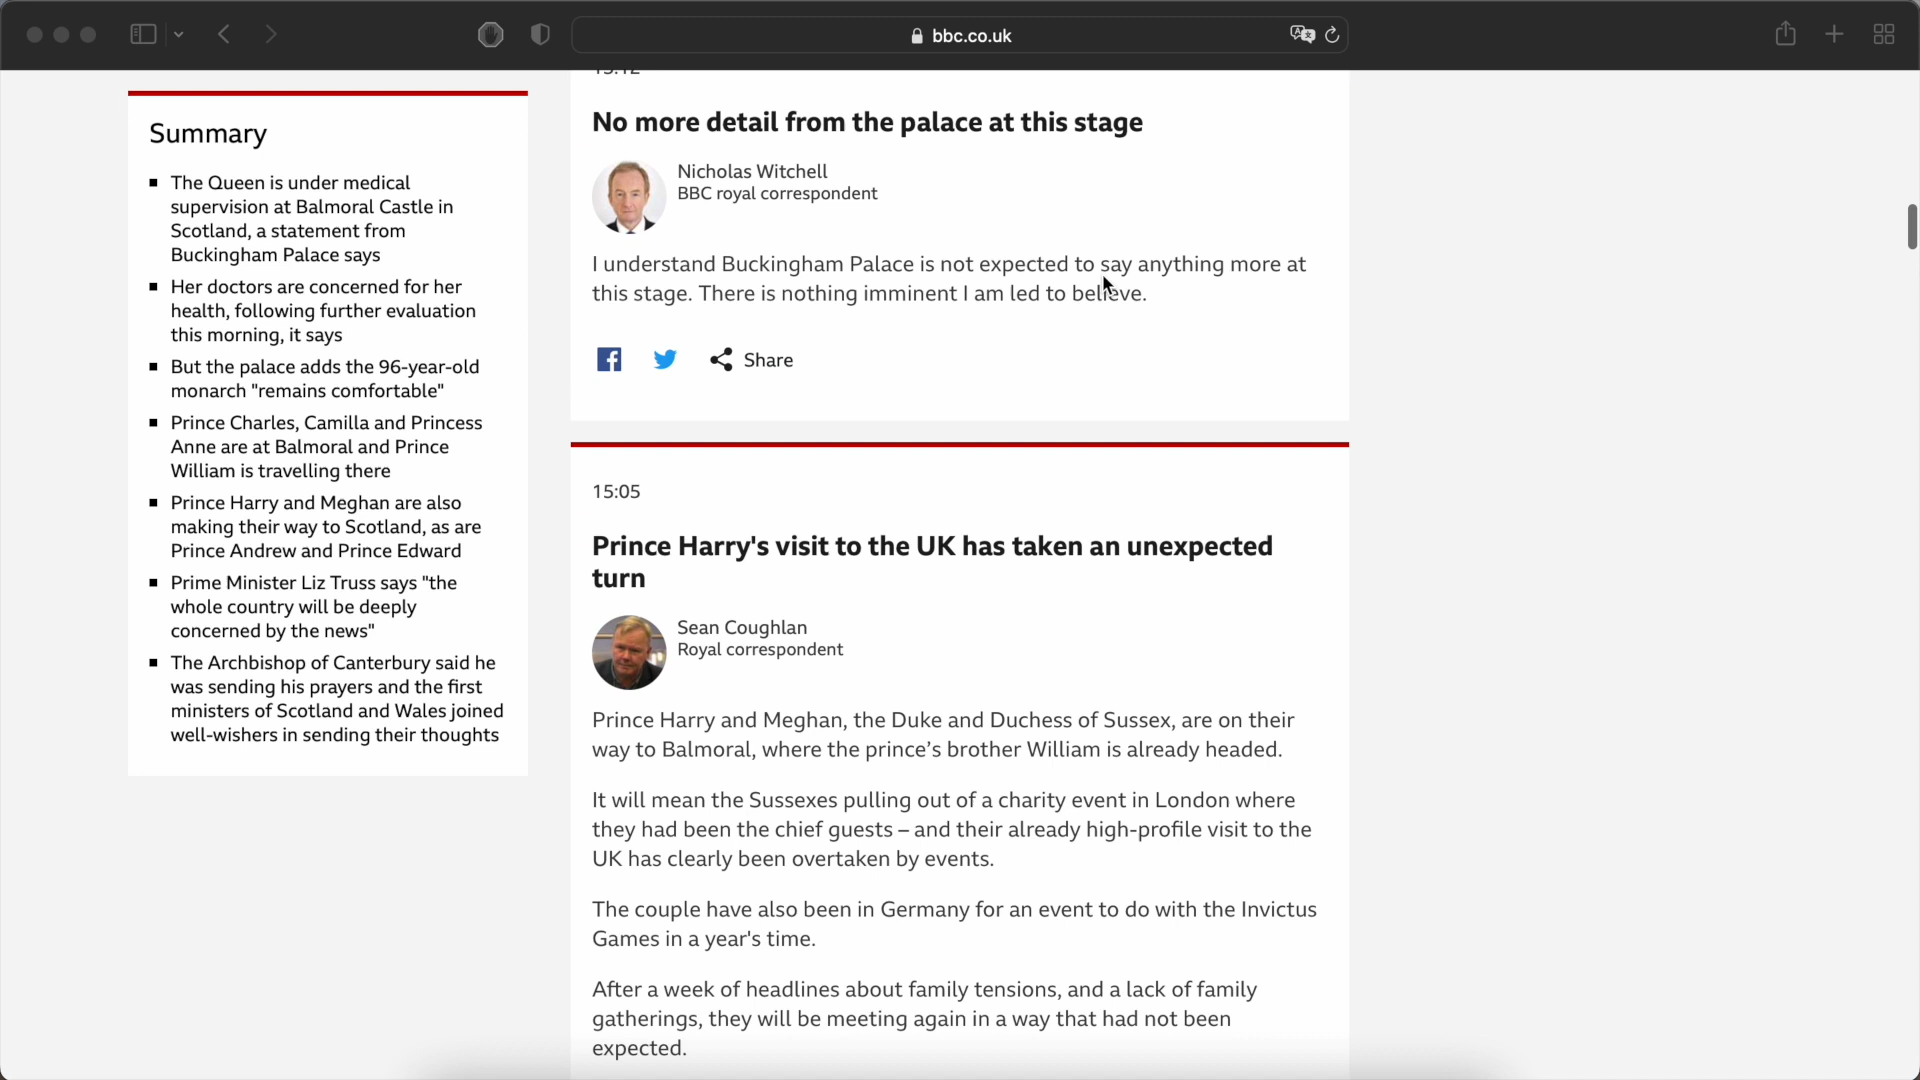 bbc.co.uk
Summary
The Queen is under medical
supervision at Balmoral Castle in
Scotland, a statement from
Buckingham Palace says
Her doctors are concerned for her
health, following further evaluation
this morning, it says
But the palace adds the 96-year-old
monarch "remains comfortable"
Prince Charles, Camilla and Princess
Anne are at Balmoral and Prince
William is travelling there
Prince Harry and Meghan are also
making their way to Scotland, as are
Prince Andrew and Prince Edward
Prime Minister Liz Truss says "the
whole country will be deeply
concerned by the news"
The Archbishop of Canterbury said he
was sending his prayers and the first
ministers of Scotland and Wales joined
well-wishers in sending their thoughts
No more detail from the palace at this stage
Nicholas Witchell
BBC royal correspondent
I understand Buckingham Palace is not expected to say anything more at
this stage. There is nothing imminent I am led to believe.
Share
15:05
Prince Harry's visit to the UK has taken an unexpected
turn
Sean Coughlan
Royal correspondent
Prince Harry and Meghan, the Duke and Duchess of Sussex, are on their
way to Balmoral, where the prince’s brother William is already headed.
It will mean the Sussexes pulling out of a charity event in London where
they had been the chief guests – and their already high-profile visit to the
UK has clearly been overtaken by events.
The couple have also been in Germany for an event to do with the Invictus
Games in a year's time.
After a week of headlines about family tensions, and a lack of family
gatherings, they will be meeting again in a way that had not been
expected.